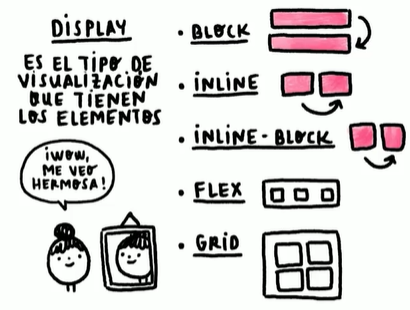 DISPLAY
ES EL TIPO DE
VISUALIZACIÓN
QUE TIENEN
LOS ELEMENTOS
¡WOW,
ME VEO
HERMOSA!
• BLOCK
• INLINE
• INLINE-BLOCK
• FLEX
• GRID